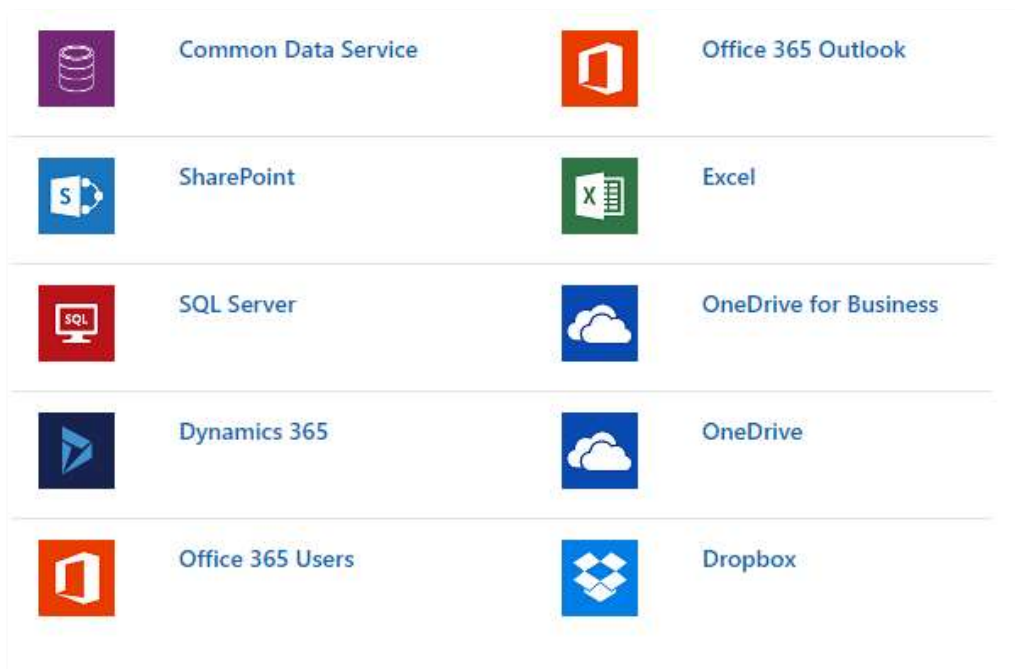 Common Data Service
Office 365 Outlook
S
SharePoint
X
Excel
SQL
SQL Server
OneDrive for Business
Dynamics 365
OneDrive
Office 365 Users
Dropbox